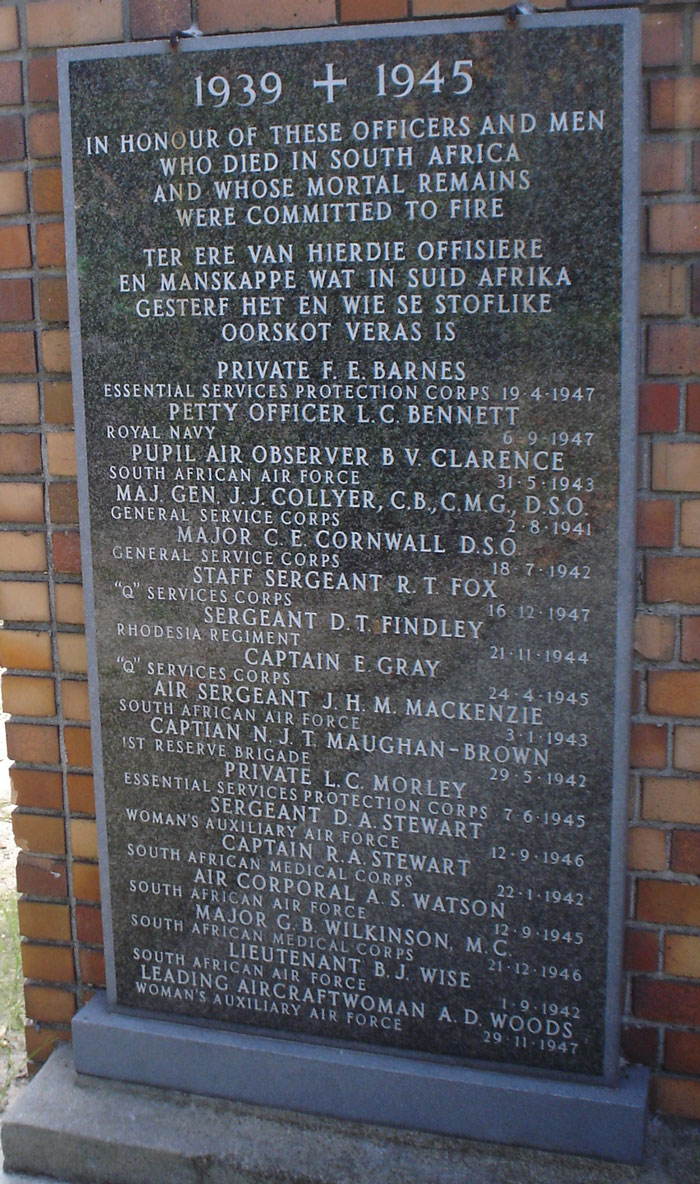 1939 + 1945
IN HONOUR OF THESE OFFICERS AND MEN
WHO DIED IN SOUTH AFRICA
AND WHOSE MORTAL REMAINS
WERE COMMITTED TO FIRE
TER ERE VAN HIERDIE OFFISIERE
EN MANSKAPPE WAT IN SUID AFRIKA
GESTERF HET EN WIE SE STOFLIKE
OORSKOT VERAS IS
PRIVATE F. E. BARNES
ESSENTIAL SERVICES PROTECTION CORPS 19·4·1947
PETTY OFFICER L.C. BENNETT
ROYAL NAVY 6·9·1947
PUPIL AIR OBSERVER B V. CLARENCE
SOUTH AFRICAN AIR FORCE 31·5·1943
MAJ. GEN. J. J. COLLYER, C.B., C.M.G., D.S.O.
GENERAL SERVICE CORPS 2·8·1941
MAJOR C. E. CORNWALL D.S.O.
GENERAL SERVICE CORPS 18·7·1942
STAFF SERGEANT R. T. FOX
"Q" SERVICES CORPS 16·12·1947
SERGEANT D. T. FINDLEY
RHODESIA REGIMENT 21·11·1944
CAPTAIN E. GRAY
"Q" SERVICES CORPS 24·4·1945
AIR SERGEANT J. H. M. MACKENZIE
SOUTH AFRICAN AIR FORCE 3·1·1943
CAPTIAN N. J. T. MAUGHAN-BROWN
1ST RESERVE BRIGADE 29·5·1942
PRIVATE L.C. MORLEY
ESSENTIAL SERVICES PROTECTION CORPS 7·6·1945
SERGEANT D. A. STEWART
WOMAN'S AUXILIARY AIR FORCE 12·9·1946
CAPTAIN R. A. STEWART
SOUTH AFRICAN MEDICAL CORPS 22·1·1942
AIR CORPORAL A. S. WATSON
SOUTH AFRICAN AIR FORCE 12·9·1945
MAJOR G. B. WILKINSON, M. C.
SOUTH AFRICAN MEDICAL CORPS 21·12·1946
LIEUTENANT B. J. WISE
SOUTH AFRICAN AIR FORCE 1·9·1942
LEADING AIRCRAFTWOMAN A. D. WOODS
WOMAN'S AUXILIARY AIR FORCE 29·11·1947